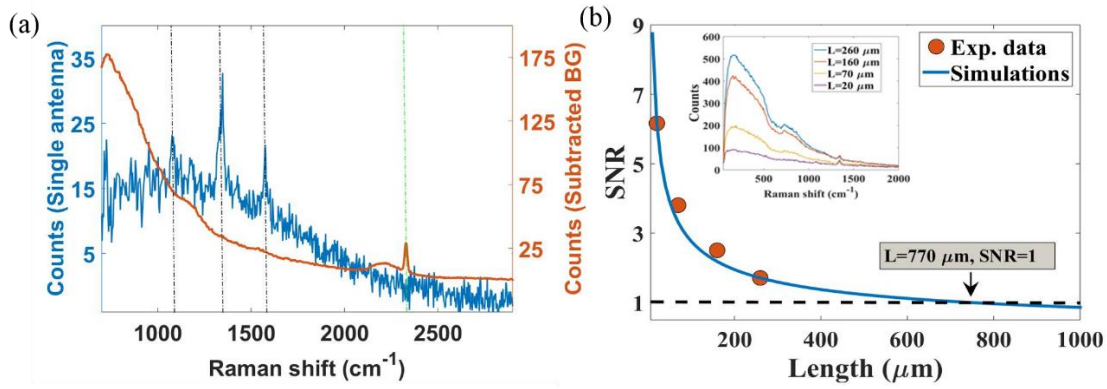 (a)
Counts (Single antenna)
35
25
15
5
1000
1500
2000
2500
Raman shift (cm-1)
175
125
75
25
Counts (Subtracted BG)
(b)
SNR
9
7
5
3
1
200
400
600
800
1000
Length (μm)
Exp. data
Simulations
L=770 μm, SNR=1
Counts
600
500
400
300
200
100
0
500
1000
1500
2000
Raman shift (cm-1)
L=260 μm
L=160 μm
L=70 μm
L=20 μm